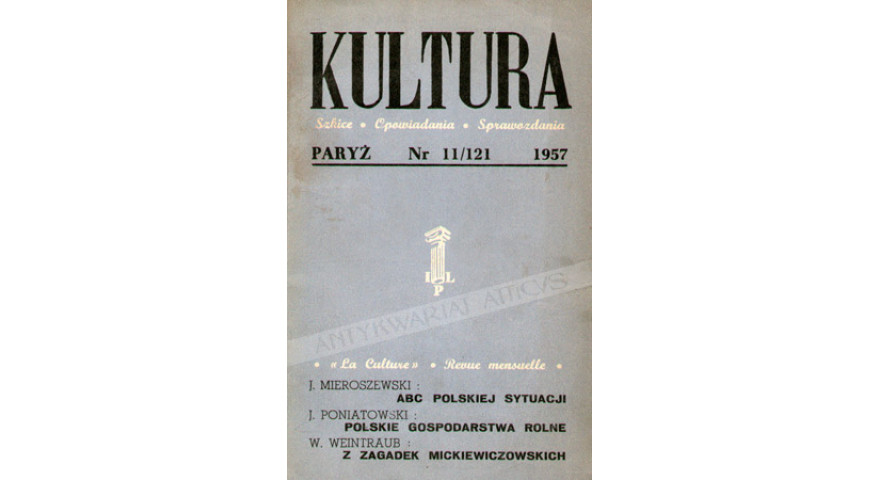 KULTURA
Szkice • Opowiadania • Sprawozdania
PARYŻ Nr 11/121 1957
I L
P
ANTYKWARIAT ATTICVS
• «La Culture» • Revue mensuelle •
J. MIEROSZEWSKI :
ABC POLSKIEJ SYTUACJI
J. PONIATOWSKI :
POLSKIE GOSPODARSTWA ROLNE
W. WEINTRAUB :
Z ZAGADEK MICKIEWICZOWSKICH